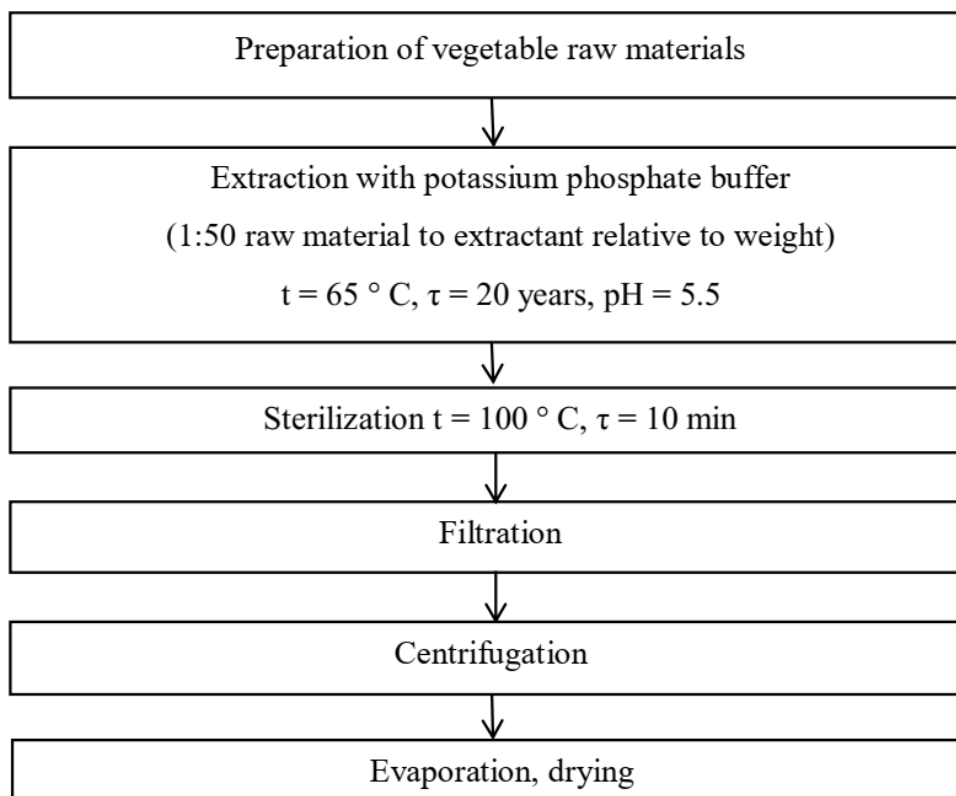 Preparation of vegetable raw materials
Extraction with potassium phosphate buffer
(1:50 raw material to extractant relative to weight)
t = 65 ° C, τ = 20 years, pH = 5.5
Sterilization t = 100 ° C, τ = 10 min
Filtration
Centrifugation
Evaporation, drying